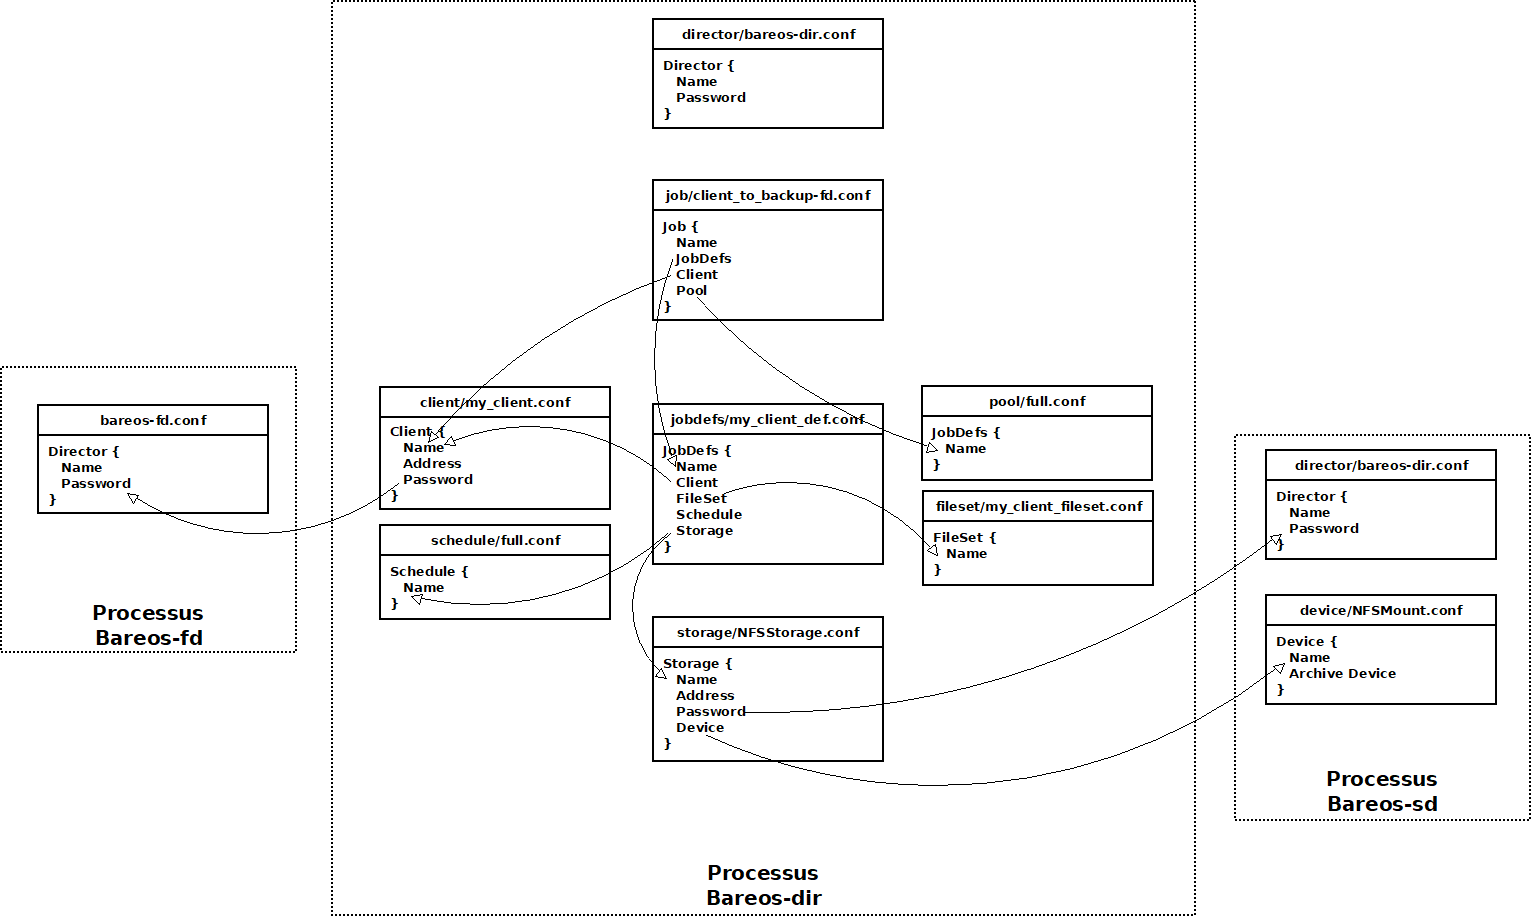 director/bareos-dir.conf
Director {
Name
Password
}
job/client_to_backup-fd.conf
Job {
Name
JobDefs
Client
Pool
}
bareos-fd.conf
Director {
Name
Password
}
Processus
Bareos-fd
client/my_client.conf
Client {
Name
Address
Password
}
schedule/full.conf
Schedule {
Name
}
jobdefs/my_client_def.conf
JobDefs {
Name
Client
FileSet
Schedule
Storage
}
pool/full.conf
JobDefs {
Name
}
fileset/my_client_fileset.conf
FileSet {
Name
}
storage/NFSStorage.conf
Storage {
Name
Address
Password
Device
}
Processus
Bareos-dir
director/bareos-dir.conf
Director {
Name
Password
}
device/NFSMount.conf
Device {
Name
Archive Device
}
Processus
Bareos-sd